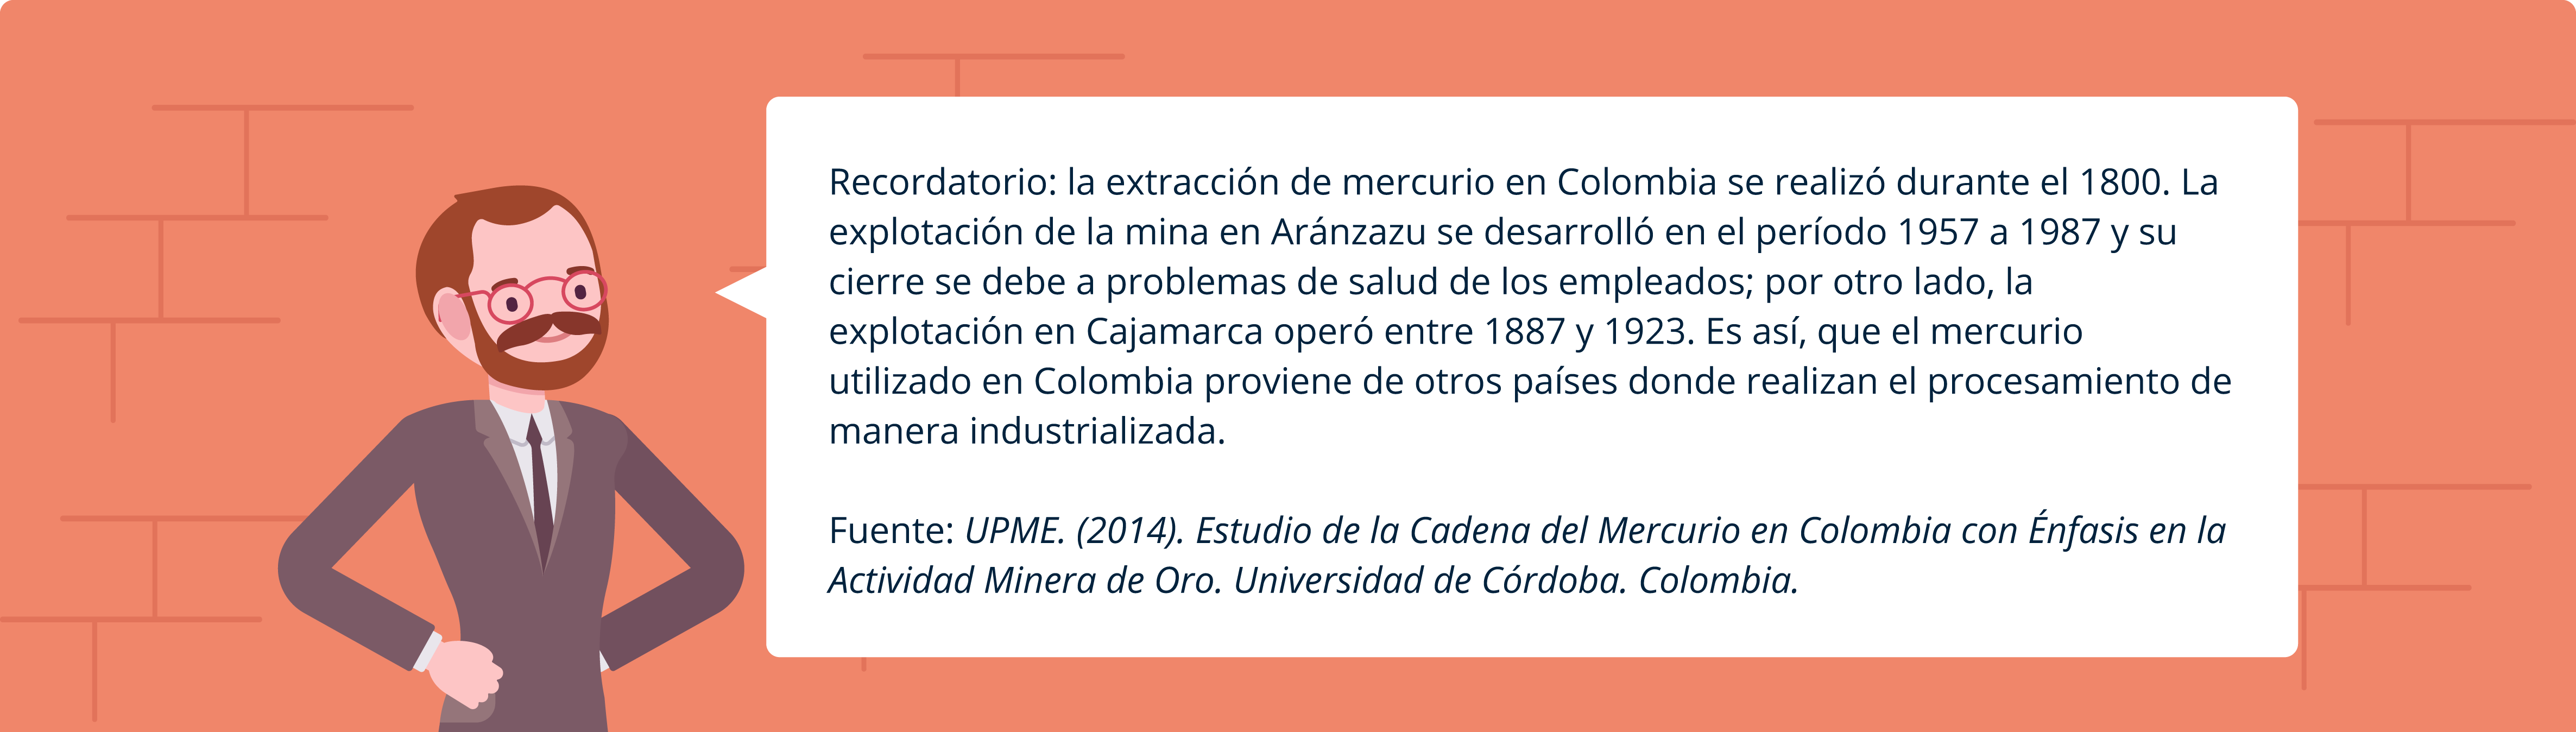 Recordatorio: la extracción de mercurio en Colombia se realizó durante el 1800. La
explotación de la mina en Aránzazu se desarrolló en el período 1957 a 1987 y su
cierre se debe a problemas de salud de los empleados; por otro lado, la
explotación en Cajamarca operó entre 1887 y 1923. Es así, que el mercurio
utilizado en Colombia proviene de otros países donde realizan el procesamiento de
manera industrializada.
Fuente: UPME. (2014). Estudio de la Cadena del Mercurio en Colombia con Énfasis en la
Actividad Minera de Oro. Universidad de Córdoba. Colombia.